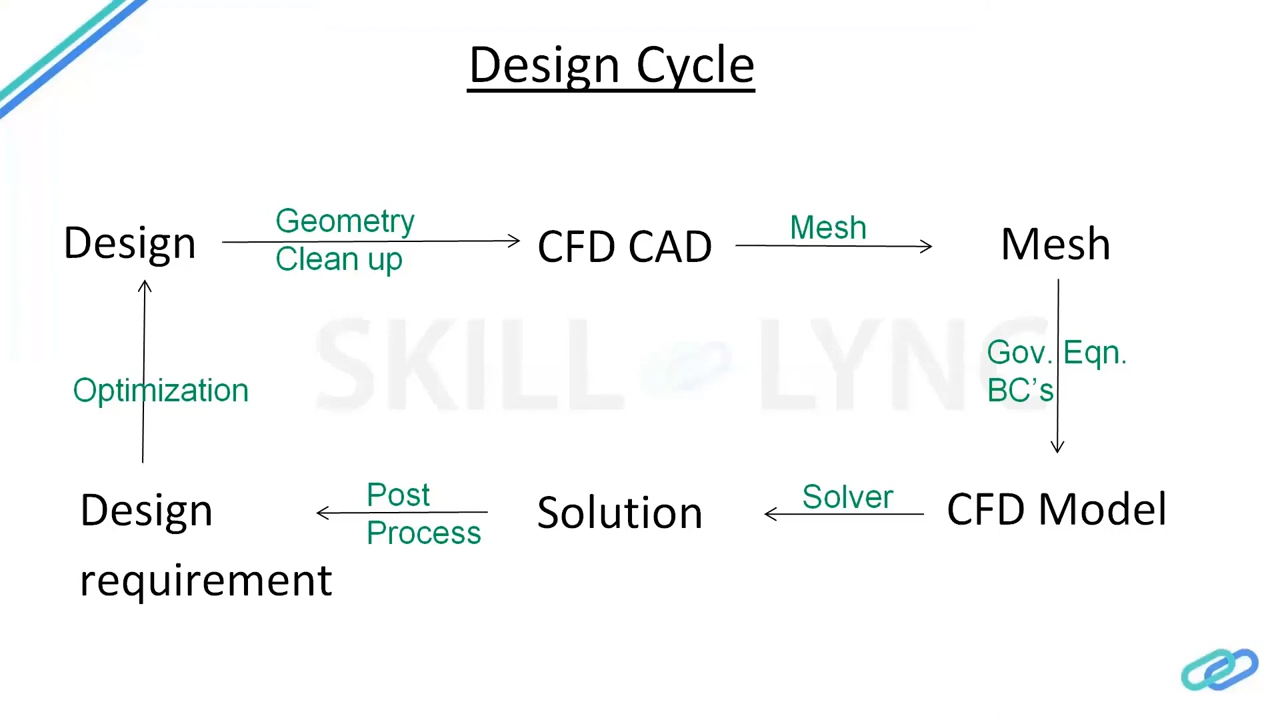 Design Cycle
Geometry
Design
Clean up
CFD CAD
Mesh
Mesh
SKILL LYNC
Gov. Eqn.
BC's
Optimization
Design
requirement
Post
Process
Solution
Solver
CFD Model